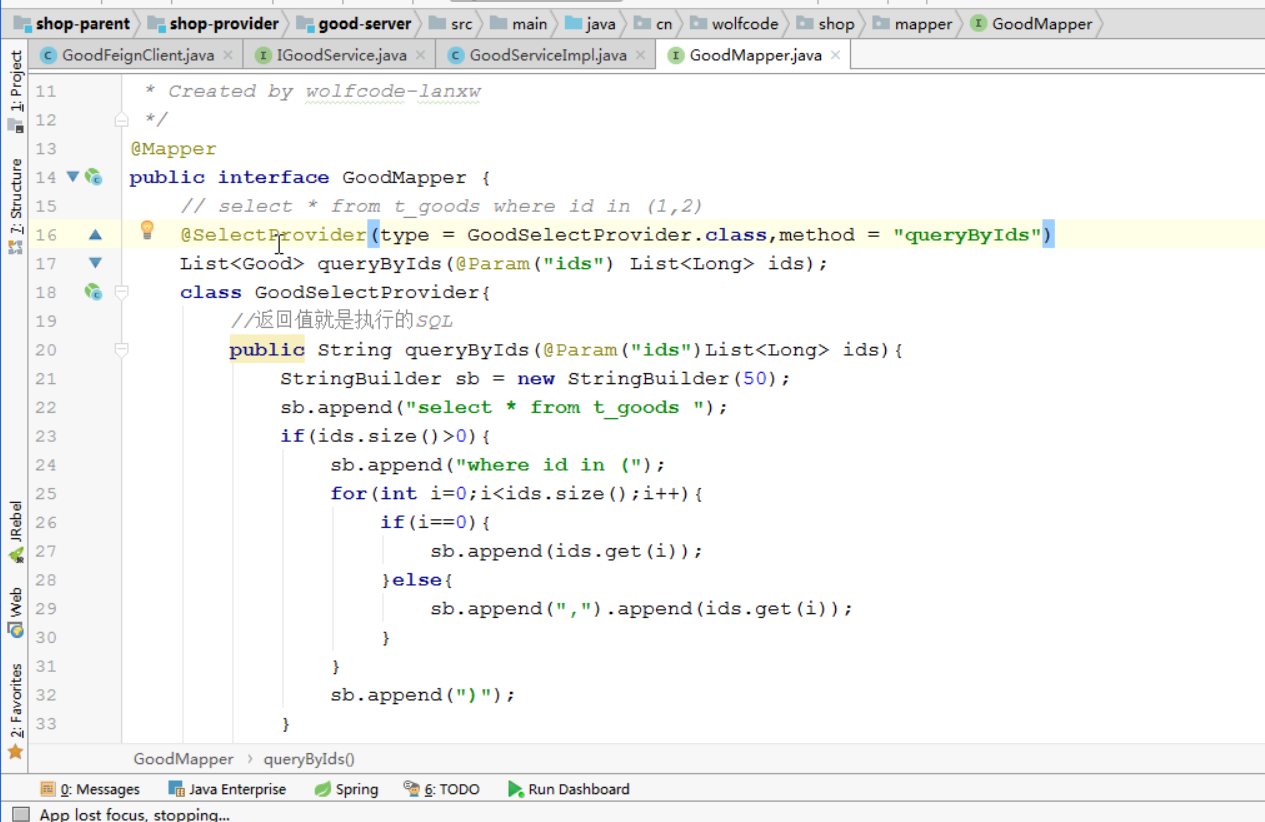 shop-parent shop-provider good-server src main java cn wolfcode shop mapper GoodMapper
GoodFeignClient.java IGoodService.java GoodServiceImpl.java GoodMapper.java
1: Project
7: Structure
JRebel
Web
2: Favorites
11 * Created by wolfcode-lanxw
12 */
13 @Mapper
14 public interface GoodMapper {
15 // select * from t_goods where id in (1,2)
16 @SelectProvider(type = GoodSelectProvider.class,method = "queryByIds")
17 List<Good> queryByIds(@Param("ids") List<Long> ids);
18 class GoodSelectProvider{
19 //返回值就是执行的SQL
20 public String queryByIds(@Param("ids")List<Long> ids){
21 StringBuilder sb = new StringBuilder(50);
22 sb.append("select * from t_goods ");
23 if(ids.size()>0){
24 sb.append("where id in (");
25 for(int i=0;i<ids.size();i++){
26 if(i==0){
27 sb.append(ids.get(i));
28 }else{
29 sb.append(",").append(ids.get(i));
30 }
31 }
32 sb.append(")");
33 }
GoodMapper › queryByIds()
0: Messages Java Enterprise Spring 6: TODO Run Dashboard
App lost focus, stopping...